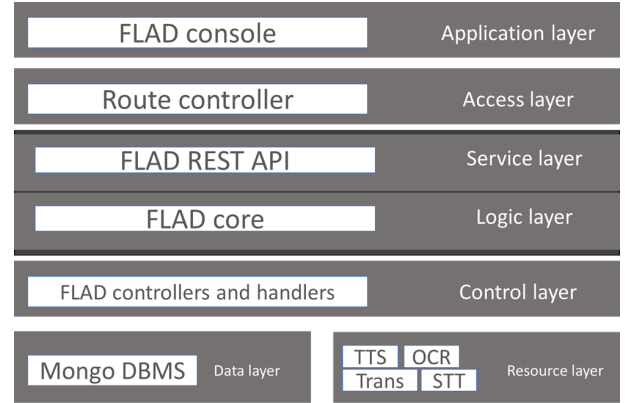 FLAD console Application layer
Route controller Access layer
FLAD REST API Service layer
FLAD core Logic layer
FLAD controllers and handlers Control layer
Mongo DBMS Data layer
TTS OCR
Trans STT
Resource layer